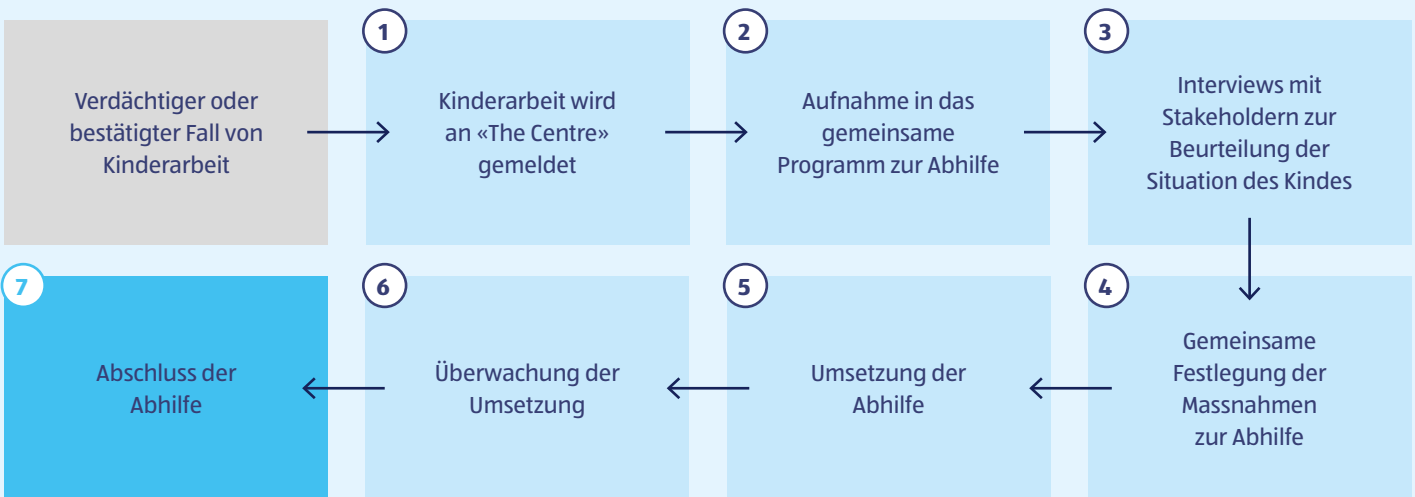 Verdächtiger oder
bestätigter Fall von
Kinderarbeit
1
Kinderarbeit wird
an «The Centre»
gemeldet
2
Aufnahme in das
gemeinsame
Programm zur Abhilfe
3
Interviews mit
Stakeholdern zur
Beurteilung der
Situation des Kindes
4
Gemeinsame
Festlegung der
Massnahmen
zur Abhilfe
5
Umsetzung der
Abhilfe
6
Überwachung der
Umsetzung
7
Abschluss der
Abhilfe